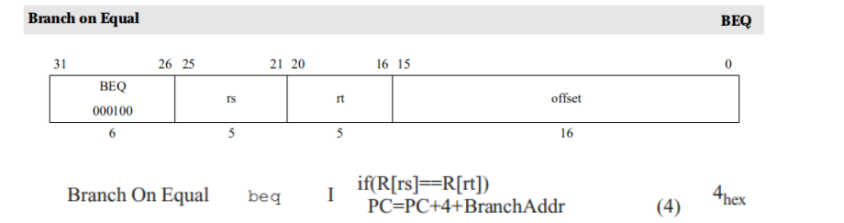 Branch on Equal BEQ
31 26 25 21 20 16 15 0
BEQ
000100 rs rt offset
6 5 5 16
Branch On Equal beq I if(R[rs]==R[rt])
PC=PC+4+BranchAddr (4) 4hex